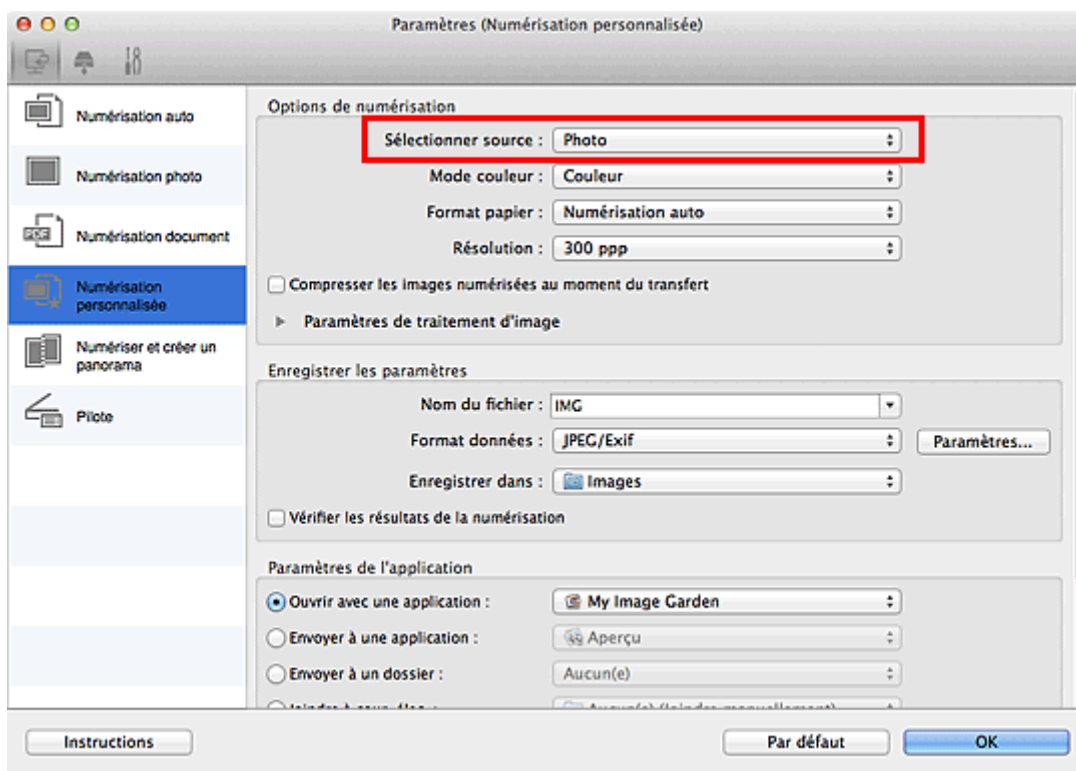 Paramètres (Numérisation personnalisée)
Numérisation auto
Numérisation photo
PDF
Numérisation document
Numérisation
personnalisée
Numériser et créer un
panorama
Pilote
Options de numérisation
Sélectionner source : Photo
Mode couleur : Couleur
Format papier : Numérisation auto
Résolution : 300 ppp
Compresser les images numérisées au moment du transfert
Paramètres de traitement d'image
Enregistrer les paramètres
Nom du fichier : IMG
Format données : JPEG/Exif Paramètres...
Enregistrer dans : Images
Vérifier les résultats de la numérisation
Paramètres de l'application
Ouvrir avec une application : My Image Garden
Envoyer à une application : Aperçu
Envoyer à un dossier : Aucun(e)
Instructions Par défaut OK